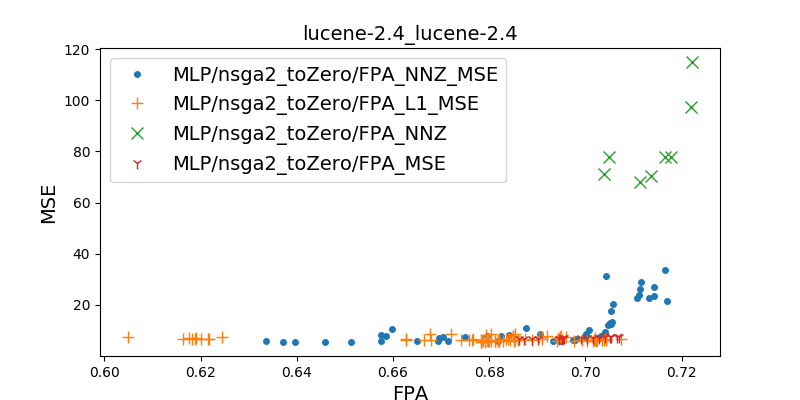 lucene-2.4_lucene-2.4
MLP/nsga2_toZero/FPA_NNZ_MSE
MLP/nsga2_toZero/FPA_L1_MSE
MLP/nsga2_toZero/FPA_NNZ
MLP/nsga2_toZero/FPA_MSE
MSE
120
100
80
60
40
20
0.60 0.62 0.64 0.66 0.68 0.70 0.72
FPA